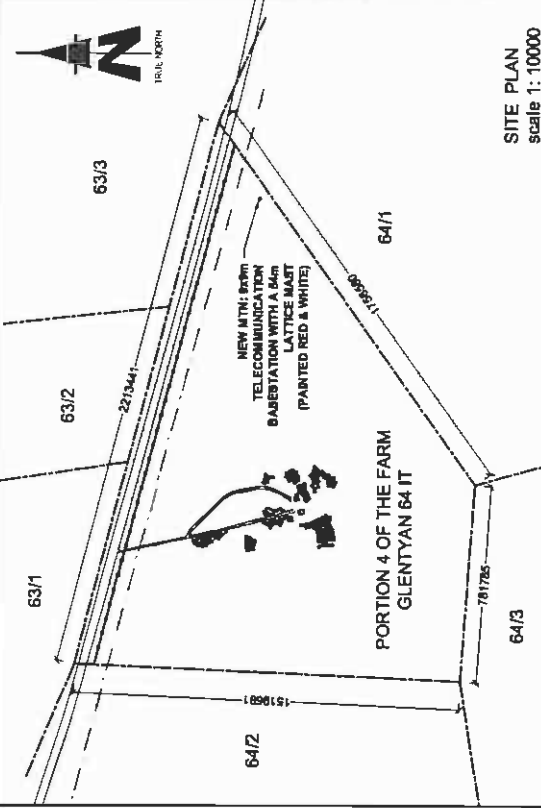 N
TRUE NORTH
63/3
63/2
63/1
2213441
NEW MTN: 9x9m
TELECOMMUNICATION
BASESTATION WITH A 54m
LATTICE MAST
(PAINTED RED & WHITE)
64/1
PORTION 4 OF THE FARM
GLENTYAN 64 IT
1519681
64/2
781785
64/3
SITE PLAN
scale 1: 10000